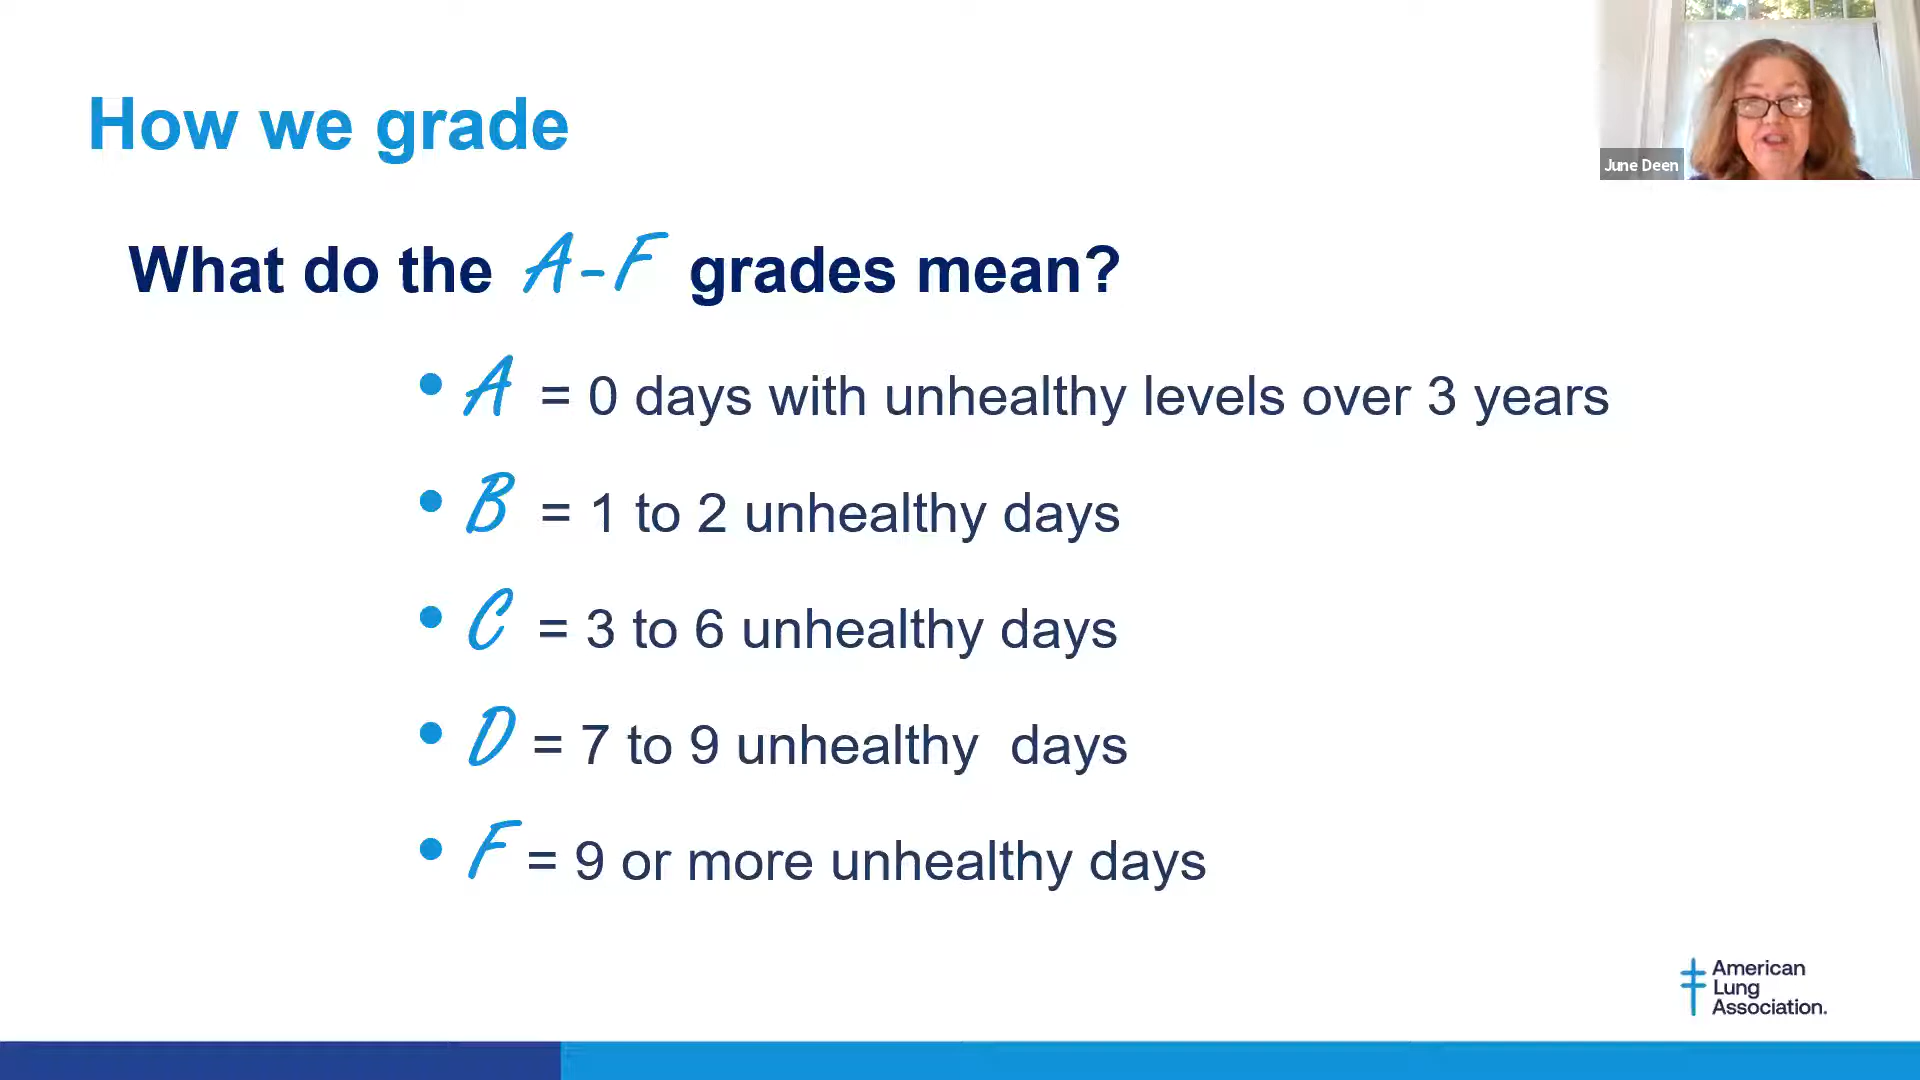 How we grade
June Deen
What do the A-F grades mean?
• A = 0 days with unhealthy levels over 3 years
• B = 1 to 2 unhealthy days
• C = 3 to 6 unhealthy days
• D = 7 to 9 unhealthy  days
• F = 9 or more unhealthy days
American
Lung
Association.